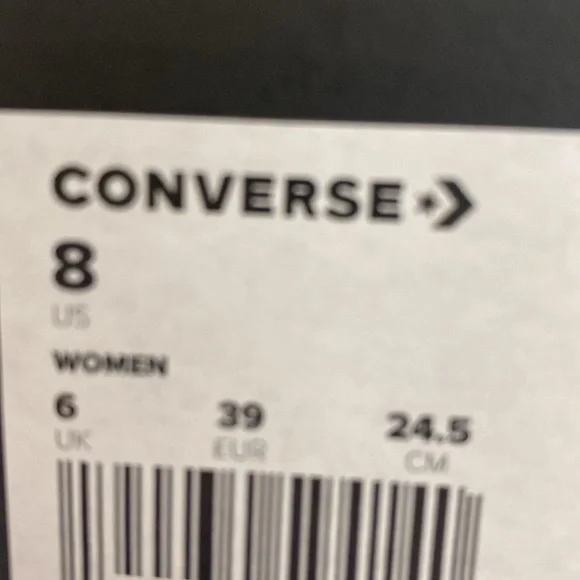 CONVERSE
8
US
WOMEN
6 39 24.5
UK EUR CM